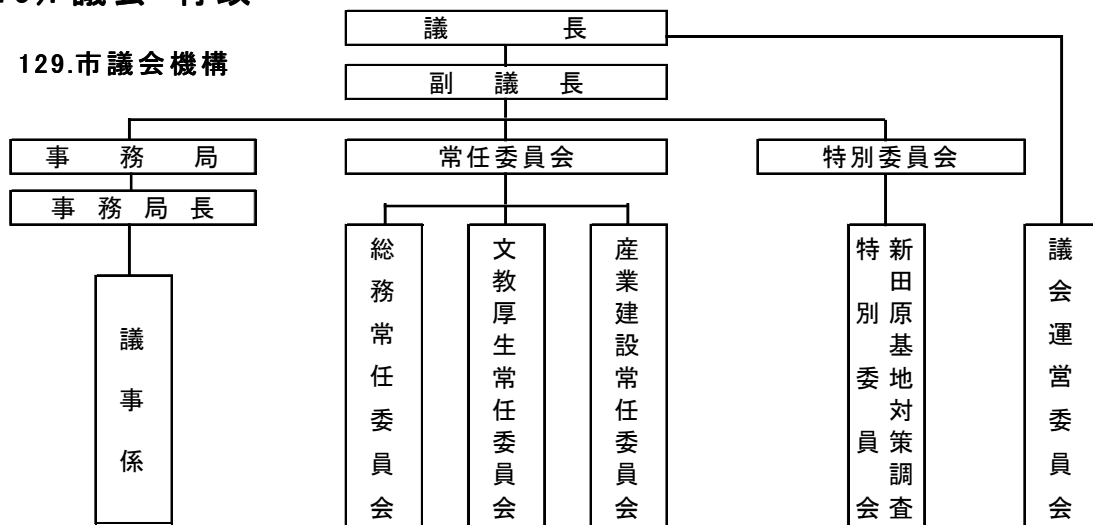 議会・行政
129.市議会機構
議長
副議長
事務局
常任委員会
特別委員会
事務局長
議事係
総務常任委員会
文教厚生常任委員会
産業建設常任委員会
新田原基地対策調査
特別委員会
議会運営委員会